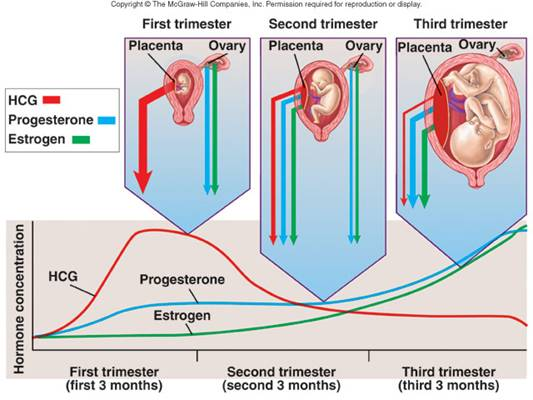 Copyright © The McGraw-Hill Companies, Inc. Permission required for reproduction or display.
First trimester
Second trimester
Third trimester
Placenta
Ovary
Placenta
Ovary
Placenta
Ovary
HCG
Progesterone
Estrogen
Hormone concentration
HCG
Progesterone
Estrogen
First trimester
(first 3 months)
Second trimester
(second 3 months)
Third trimester
(third 3 months)